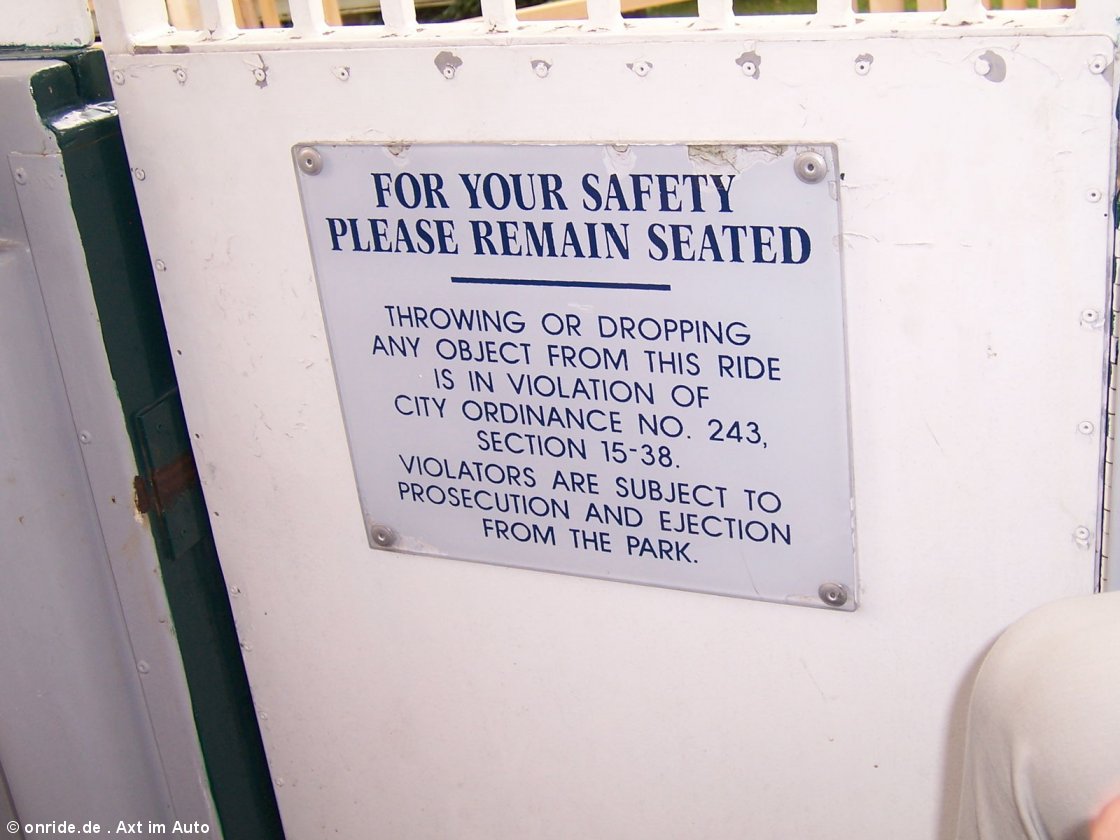 FOR YOUR SAFETY
PLEASE REMAIN SEATED
THROWING OR DROPPING
ANY OBJECT FROM THIS RIDE
IS IN VIOLATION OF
CITY ORDINANCE NO. 243,
SECTION 15-38.
VIOLATORS ARE SUBJECT TO
PROSECUTION AND EJECTION
FROM THE PARK.
© onride.de . Axt im Auto